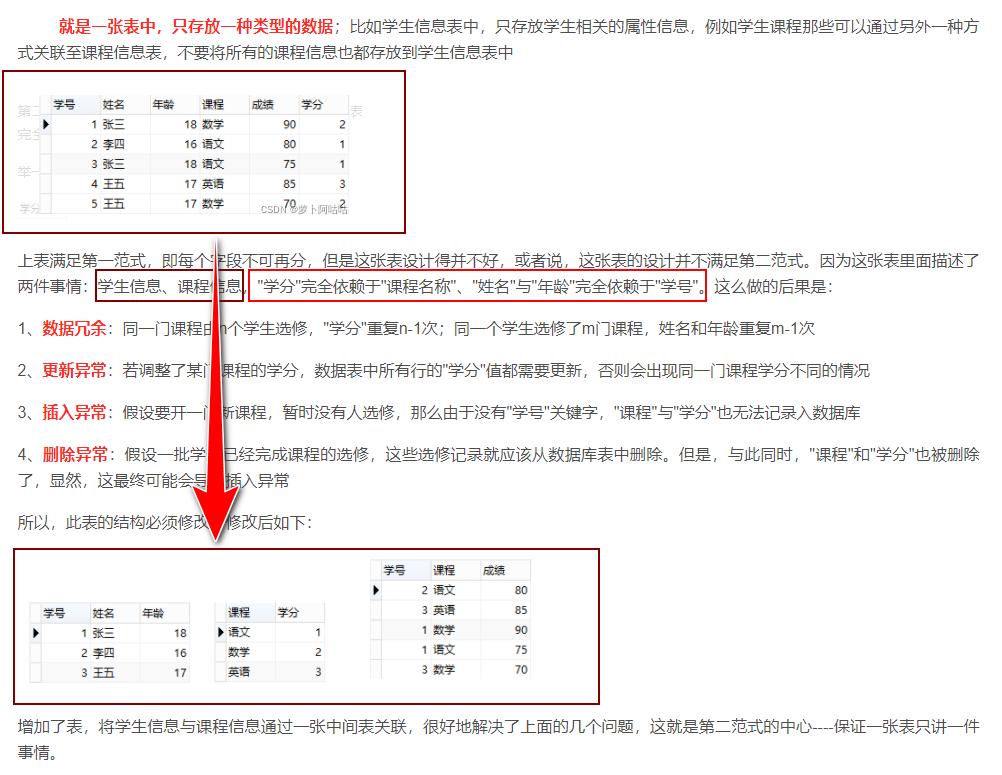 就是一张表中，只存放一种类型的数据；比如学生信息表中，只存放学生相关的属性信息，例如学生课程那些可以通过另外一种方
式关联至课程信息表，不要将所有的课程信息也都存放到学生信息表中
学号 姓名 年龄 课程 成绩 学分
1 张三 18 数学 90 2
2 李四 16 语文 80 1
3 张三 18 语文 75 1
4 王五 17 英语 85 3
5 王五 17 数学 70 2
第二 表
完全
举一
学分
CSDN @萝卜阿咕咕
上表满足第一范式，即每个字段不可再分，但是这张表设计得并不好，或者说，这张表的设计并不满足第二范式。因为这张表里面描述了
两件事情：学生信息、课程信息，"学分"完全依赖于"课程名称"、"姓名"与"年龄"完全依赖于"学号"。这么做的后果是：
1、数据冗余：同一门课程由n个学生选修，"学分"重复n-1次；同一个学生选修了m门课程，姓名和年龄重复m-1次
2、更新异常：若调整了某门课程的学分，数据表中所有行的"学分"值都需要更新，否则会出现同一门课程学分不同的情况
3、插入异常：假设要开一门新课程，暂时没有人选修，那么由于没有"学号"关键字，"课程"与"学分"也无法记录入数据库
4、删除异常：假设一批学 已经完成课程的选修，这些选修记录就应该从数据库表中删除。但是，与此同时，"课程"和"学分"也被删除
了，显然，这最终可能会导 插入异常
所以，此表的结构必须修改 修改后如下：
学号 姓名 年龄
1 张三 18
2 李四 16
3 王五 17
课程 学分
语文 1
数学 2
英语 3
学号 课程 成绩
2 语文 80
3 英语 85
1 数学 90
1 语文 75
3 数学 70
增加了表，将学生信息与课程信息通过一张中间表关联，很好地解决了上面的几个问题，这就是第二范式的中心----保证一张表只讲一件
事情。